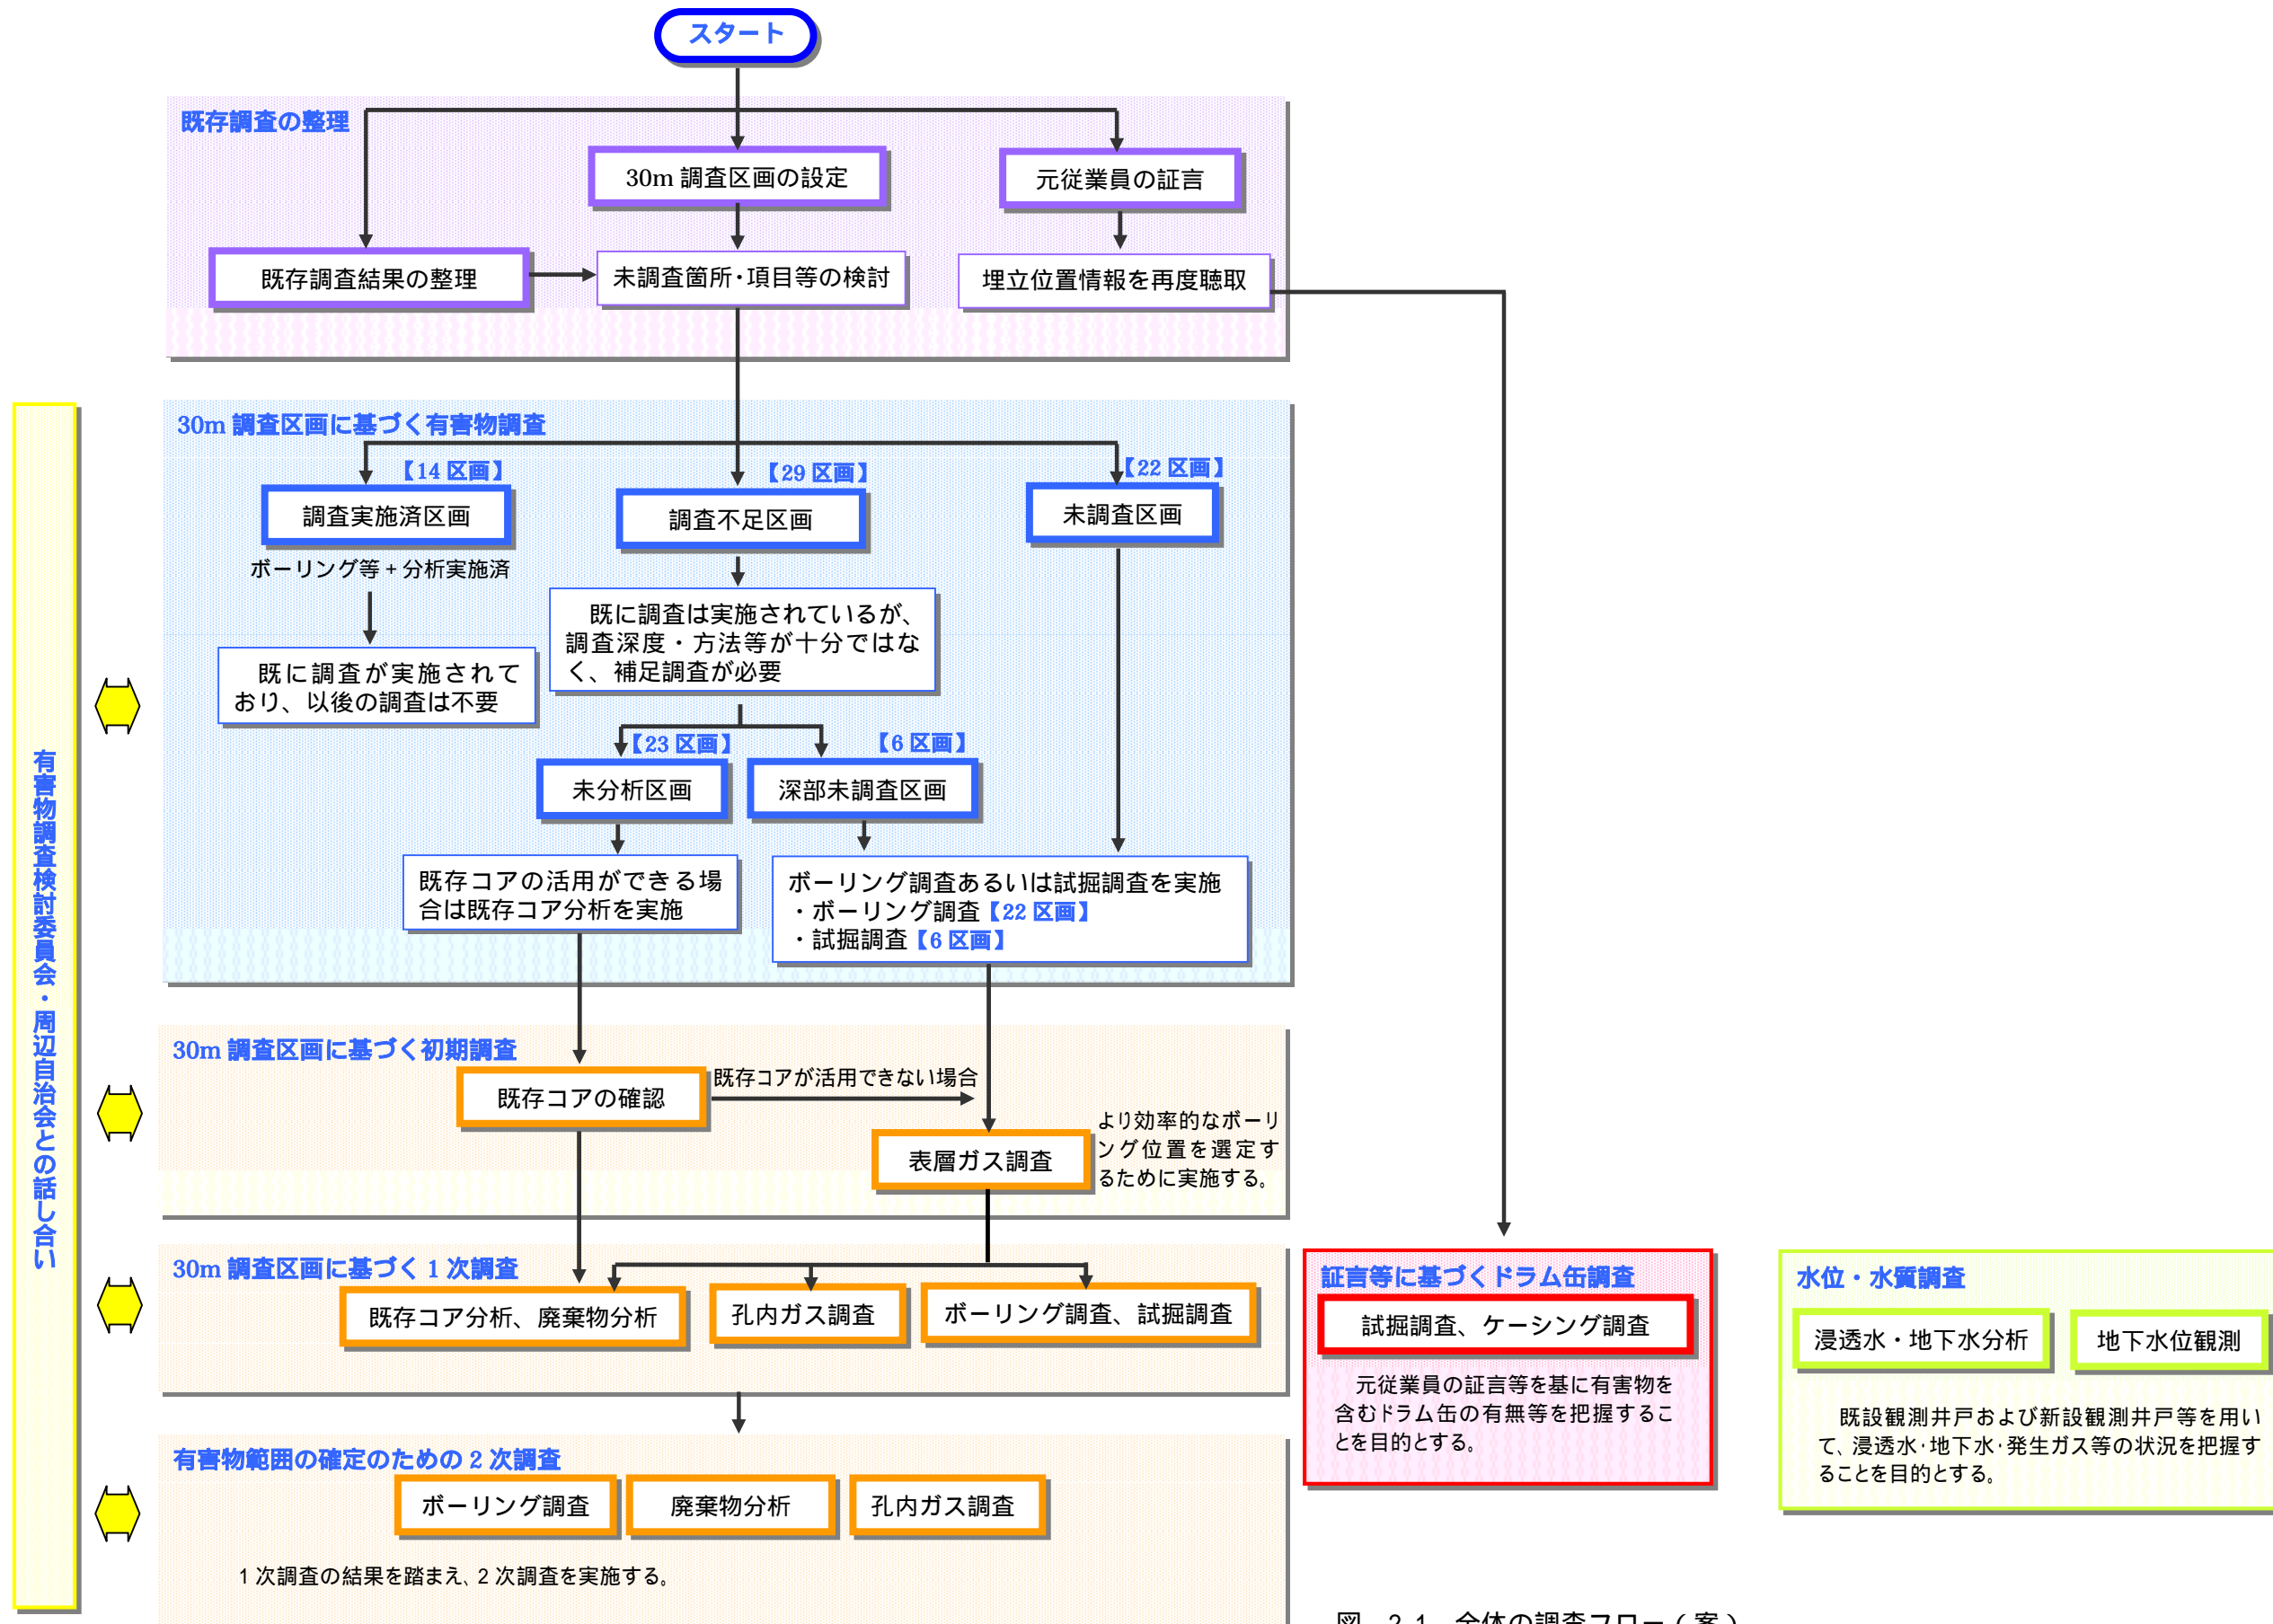 スタート
既存調査の整理
30m 調査区画の設定
元従業員の証言
既存調査結果の整理
未調査箇所・項目等の検討
埋立位置情報を再度聴取
有害物調査検討委員会・周辺自治会との話し合い
30m 調査区画に基づく有害物調査
【14 区画】
【29 区画】
【22 区画】
調査実施済区画
調査不足区画
未調査区画
ボーリング等+分析実施済
既に調査は実施されているが、
調査深度・方法等が十分ではな
く、補足調査が必要
既に調査が実施されて
おり、以後の調査は不要
【23 区画】
【6 区画】
未分析区画
深部未調査区画
既存コアの活用ができる場
合は既存コア分析を実施
ボーリング調査あるいは試掘調査を実施
・ボーリング調査【22 区画】
・試掘調査【6 区画】
30m 調査区画に基づく初期調査
既存コアの確認
既存コアが活用できない場合
表層ガス調査
より効率的なボーリ
ング位置を選定す
るために実施する。
30m 調査区画に基づく 1 次調査
既存コア分析、廃棄物分析
孔内ガス調査
ボーリング調査、試掘調査
証言等に基づくドラム缶調査
試掘調査、ケーシング調査
元従業員の証言等を基に有害物を
含むドラム缶の有無等を把握するこ
とを目的とする。
水位・水質調査
浸透水・地下水分析
地下水位観測
既設観測井戸および新設観測井戸等を用い
て、浸透水・地下水・発生ガス等の状況を把握す
ることを目的とする。
有害物範囲の確定のための 2 次調査
ボーリング調査
廃棄物分析
孔内ガス調査
1 次調査の結果を踏まえ、2 次調査を実施する。
図 2.1 全体の調査フロー(案)